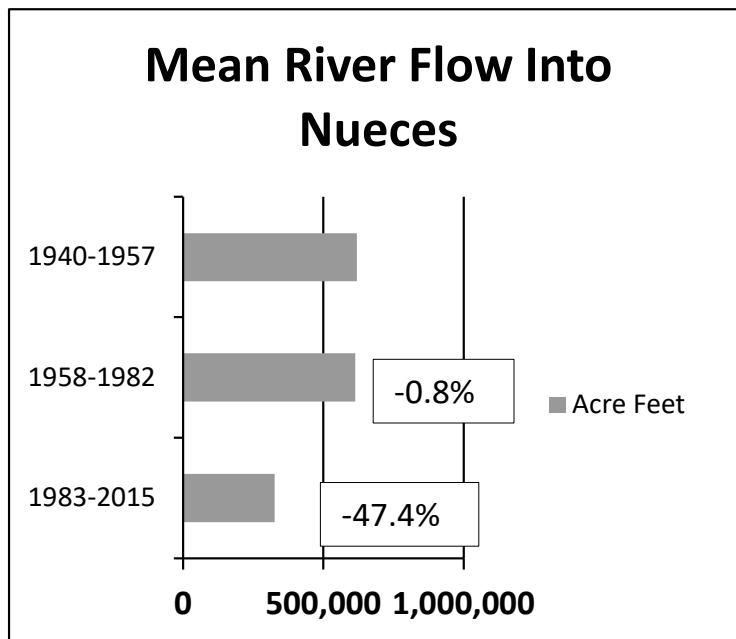 Mean River Flow Into
Nueces
1940-1957
1958-1982
-0.8%
Acre Feet
1983-2015
-47.4%
0 500,000 1,000,000